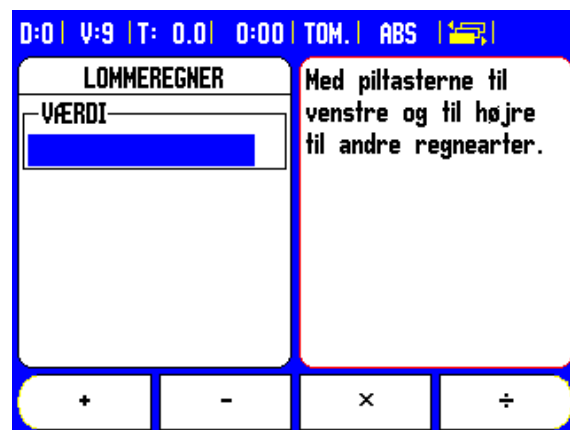 D:0| V:9 |T: 0.0| 0:00| TOM.| ABS
LOMMEREGNER
VÆRDI
Med piltasterne til
venstre og til højre
til andre regnearter.
+ - × ÷